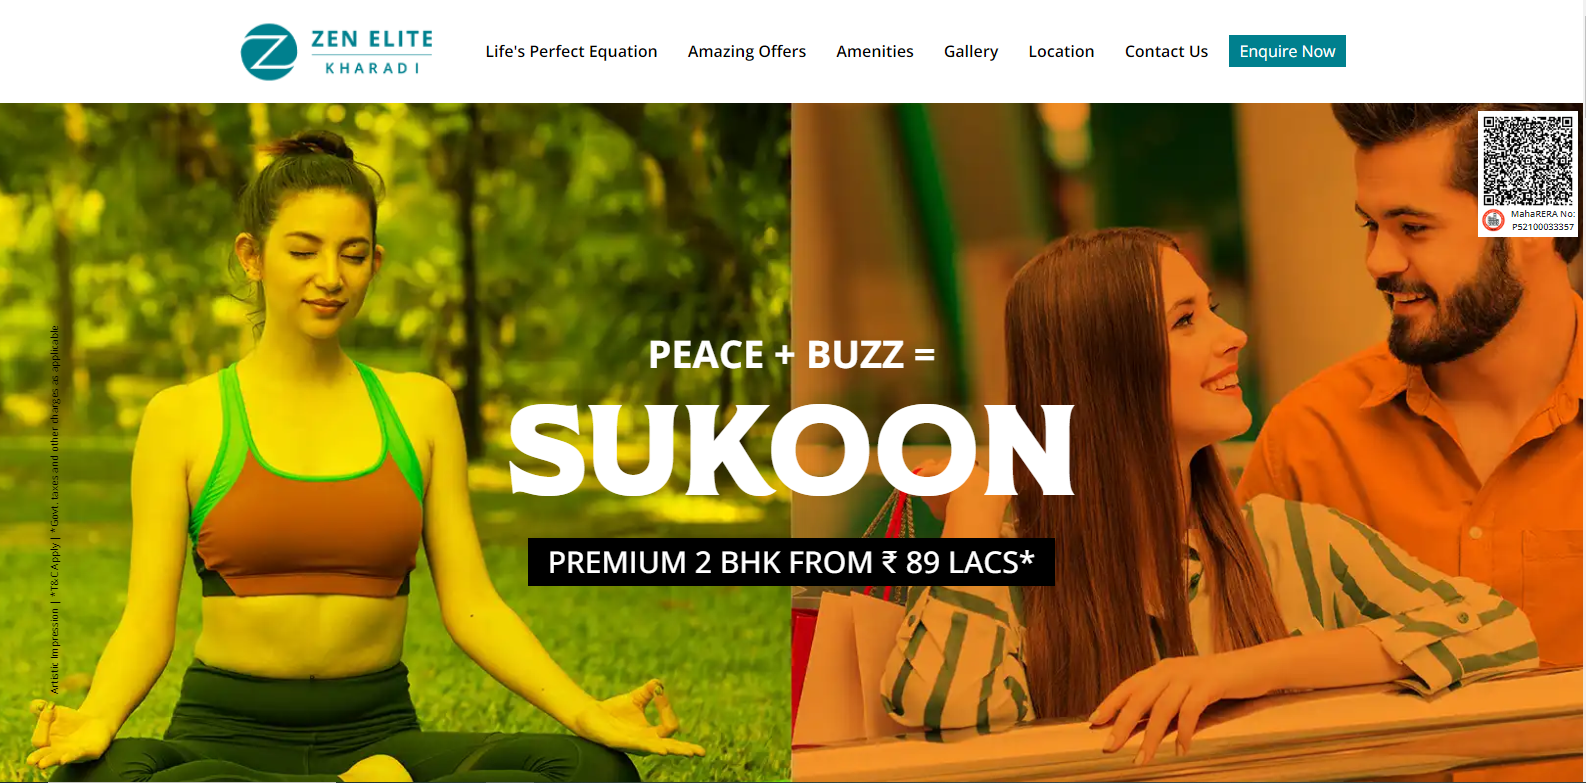 ZEN ELITE
KHARADI
Life's Perfect Equation
Amazing Offers
Amenities
Gallery
Location
Contact Us
Enquire Now
MahaRERA No:
P52100033357
PEACE + BUZZ =
SUKOON
PREMIUM 2 BHK FROM ₹ 89 LACS*
Artistic Impression | *T&C Apply | *Govt. taxes and other charges as applicable